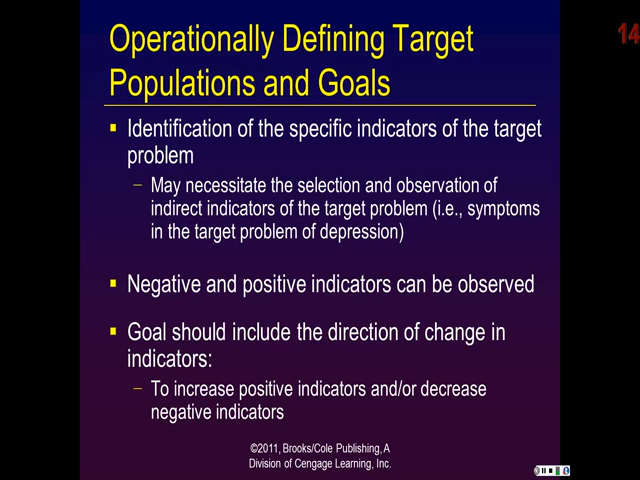 Operationally Defining Target
Populations and Goals
14
▪ Identification of the specific indicators of the target
problem
– May necessitate the selection and observation of
indirect indicators of the target problem (i.e., symptoms
in the target problem of depression)
▪ Negative and positive indicators can be observed
▪ Goal should include the direction of change in
indicators:
– To increase positive indicators and/or decrease
negative indicators
©2011, Brooks/Cole Publishing, A
Division of Cengage Learning, Inc.